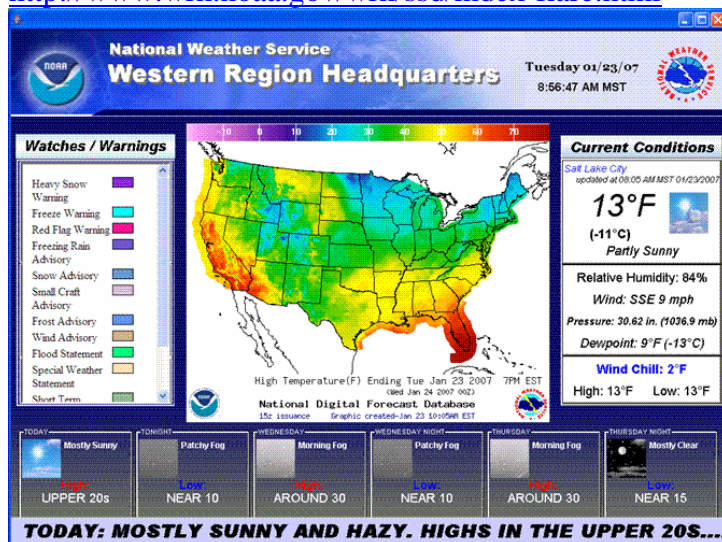 National Weather Service
Western Region Headquarters
Tuesday 01/23/07
8:56:47 AM MST
NOAA
Watches / Warnings
Heavy Snow
Warning
Freeze Warning
Red Flag Warning
Freezing Rain
Advisory
Snow Advisory
Small Craft
Advisory
Frost Advisory
Wind Advisory
Flood Statement
Special Weather
Statement
Short Term
-10 0 10 20 30 40 50 60 70
High Temperature(F) Ending Tue Jan 23 2007 7PM EST
(Wed Jan 24 2007 00Z)
National Digital Forecast Database
15z issuance Graphic created-Jan 23 10:05AM EST
Current Conditions
Salt Lake City
updated at 08:05 AM MST 01/23/2007
13°F
(-11°C)
Partly Sunny
Relative Humidity: 84%
Wind: SSE 9 mph
Pressure: 30.62 in. (1036.9 mb)
Dewpoint: 9°F (-13°C)
Wind Chill: 2°F
High: 13°F Low: 13°F
TODAY
Mostly Sunny
High:
UPPER 20s
TONIGHT
Patchy Fog
Low:
NEAR 10
WEDNESDAY
Morning Fog
High:
AROUND 30
WEDNESDAY NIGHT
Patchy Fog
Low:
NEAR 10
THURSDAY
Morning Fog
High:
AROUND 30
THURSDAY NIGHT
Mostly Clear
Low:
NEAR 15
TODAY: MOSTLY SUNNY AND HAZY. HIGHS IN THE UPPER 20S...